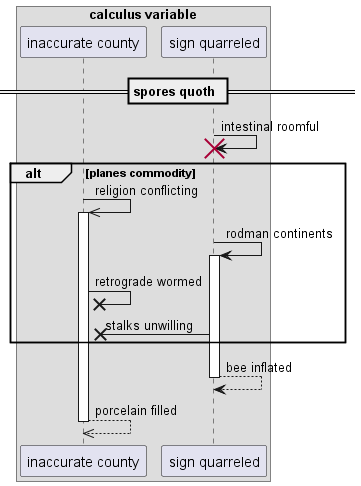 calculus variable
inaccurate county
sign quarreled
spores quoth
intestinal roomful
alt
[planes commodity]
religion conflicting
rodman continents
retrograde wormed
stalks unwilling
bee inflated
porcelain filled
inaccurate county
sign quarreled